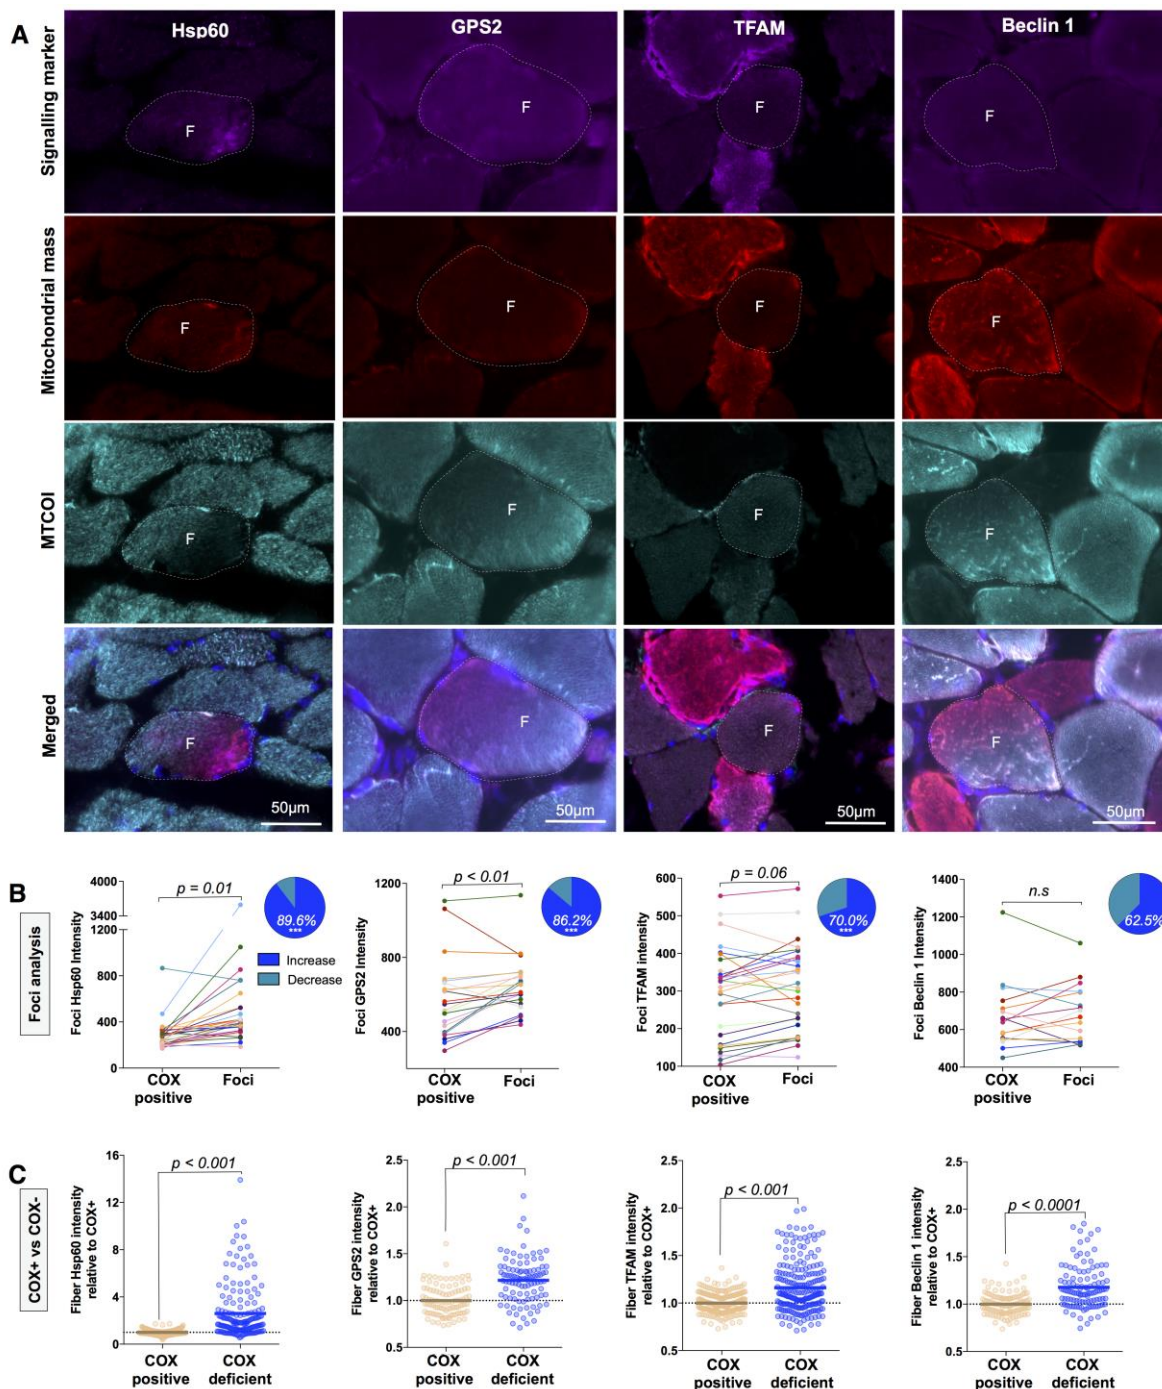 A
Hsp60
GPS2
TFAM
Beclin 1
Signalling marker
F
F
F
F
Mitochondrial mass
F
F
F
F
MTCOI
F
F
F
F
Merged
F
F
F
F
50µm
50µm
50µm
50µm
B
Foci analysis
Foci Hsp60 Intensity
4000
3400
1200
800
400
0
p = 0.01
89.6%
***
Increase
Decrease
COX
positive
Foci
Foci GPS2 Intensity
1200
800
400
p < 0.01
86.2%
***
COX
positive
Foci
Foci TFAM Intensity
600
500
400
300
200
100
p = 0.06
70.0%
***
COX
positive
Foci
Foci Beclin 1 Intensity
1400
1200
1000
800
600
400
n.s
62.5%
COX
positive
Foci
C
COX+ vs COX-
Fiber Hsp60 intensity
relative to COX+
16
12
8
4
0
p < 0.001
COX
positive
COX
deficient
Fiber GPS2 intensity
relative to COX+
2.5
2.0
1.5
1.0
0.5
p < 0.001
COX
positive
COX
deficient
Fiber TFAM intensity
relative to COX+
2.5
2.0
1.5
1.0
0.5
p < 0.001
COX
positive
COX
deficient
Fiber Beclin 1 intensity
relative to COX+
2.5
2.0
1.5
1.0
0.5
p < 0.0001
COX
positive
COX
deficient